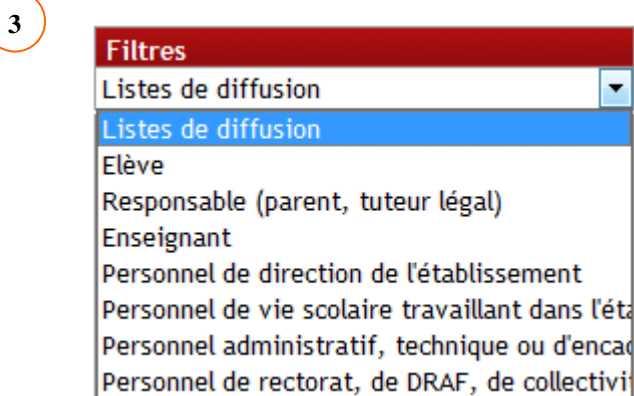 3
Filtres
Listes de diffusion
Listes de diffusion
Elève
Responsable (parent, tuteur légal)
Enseignant
Personnel de direction de l'établissement
Personnel de vie scolaire travaillant dans l'éta
Personnel administratif, technique ou d'encad
Personnel de rectorat, de DRAF, de collectivit